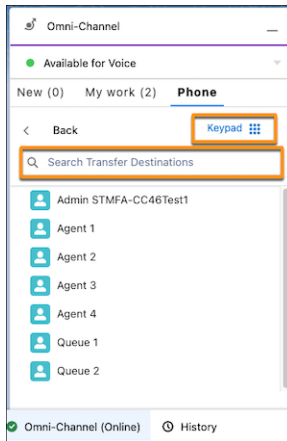 Omni-Channel
Available for Voice
New (0) My work (2) Phone
< Back Keypad
Search Transfer Destinations
Admin STMFA-CC46Test1
Agent 1
Agent 2
Agent 3
Agent 4
Queue 1
Queue 2
Omni-Channel (Online) History